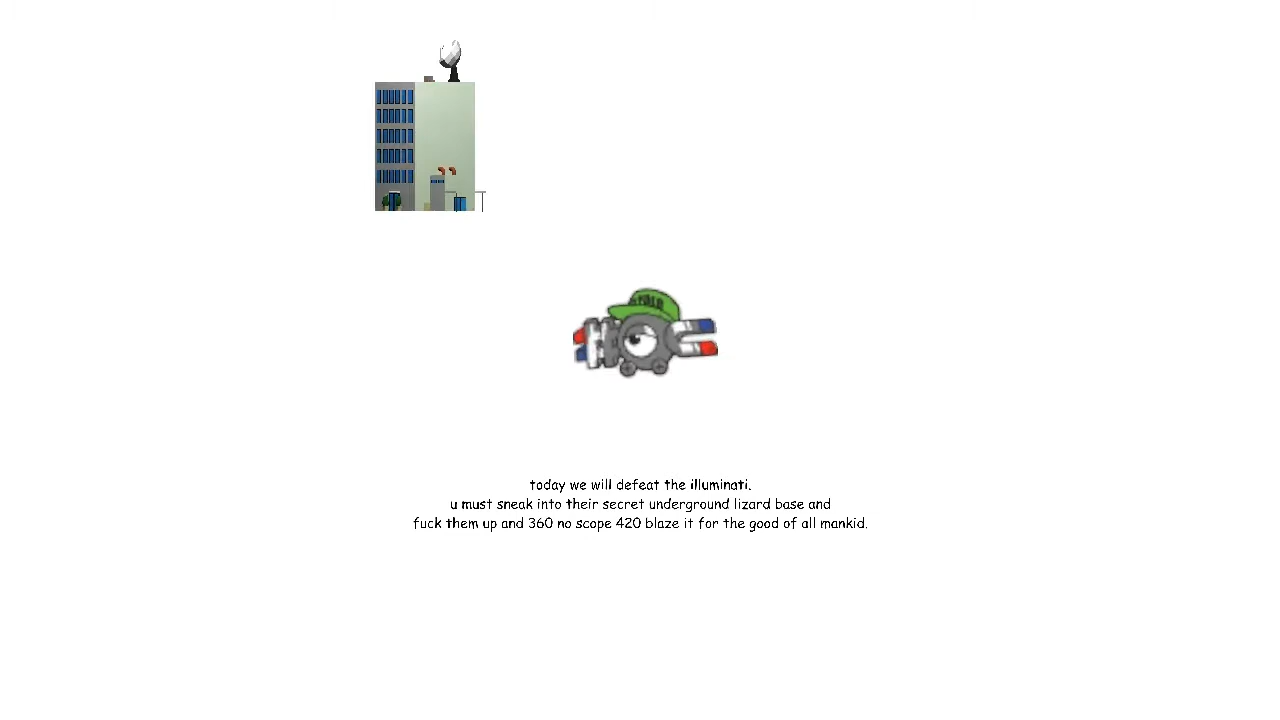 today we will defeat the illuminati.
u must sneak into their secret underground lizard base and
fuck them up and 360 no scope 420 blaze it for the good of all mankid.